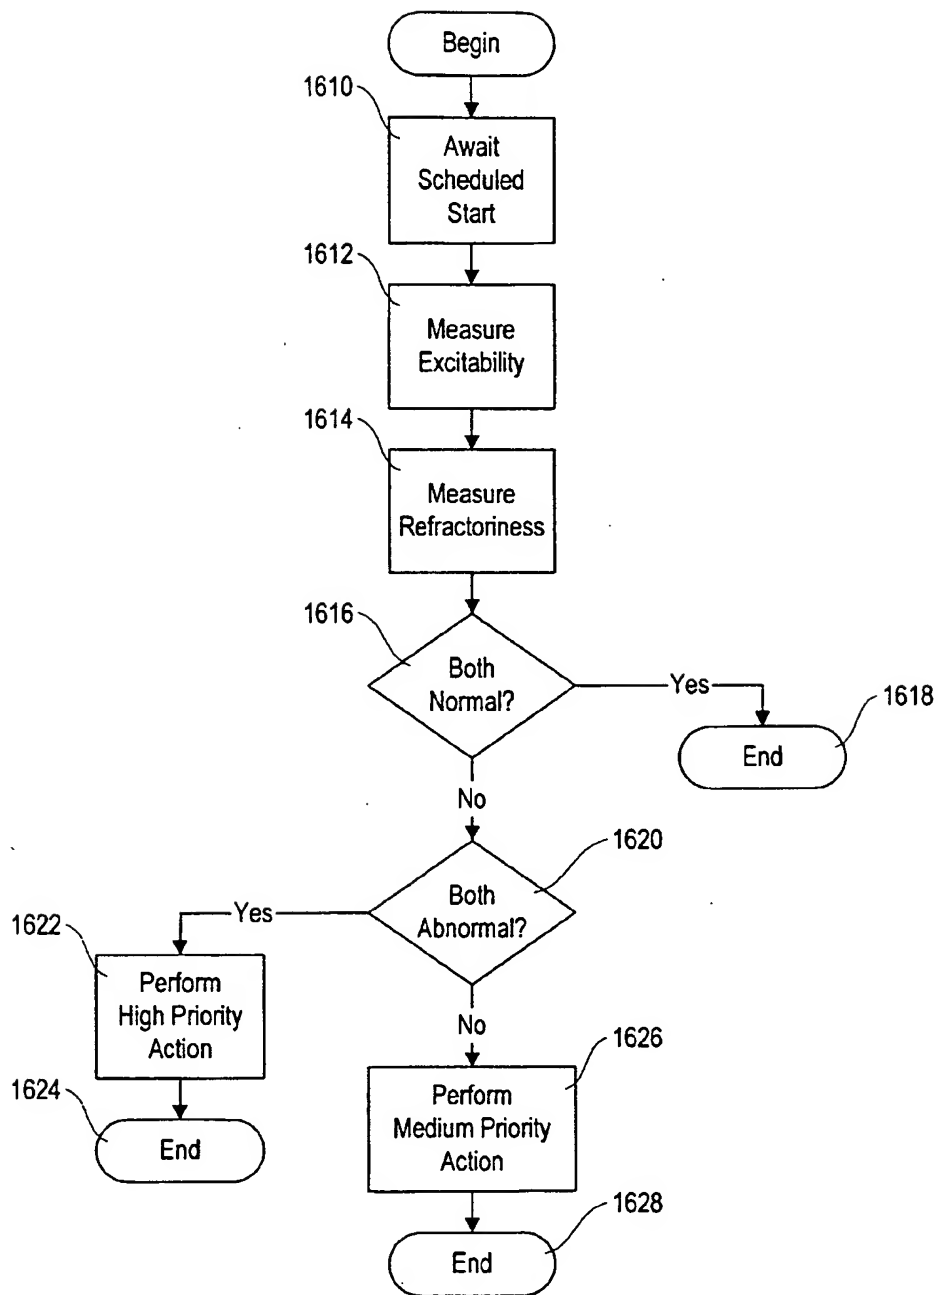 Begin
1610
Await
Scheduled
Start
1612
Measure
Excitability
1614
Measure
Refractoriness
1616
Both
Normal?
Yes
1618
End
No
1620
Both
Abnormal?
Yes
1622
Perform
High Priority
Action
No
1626
Perform
Medium Priority
Action
1624
End
1628
End